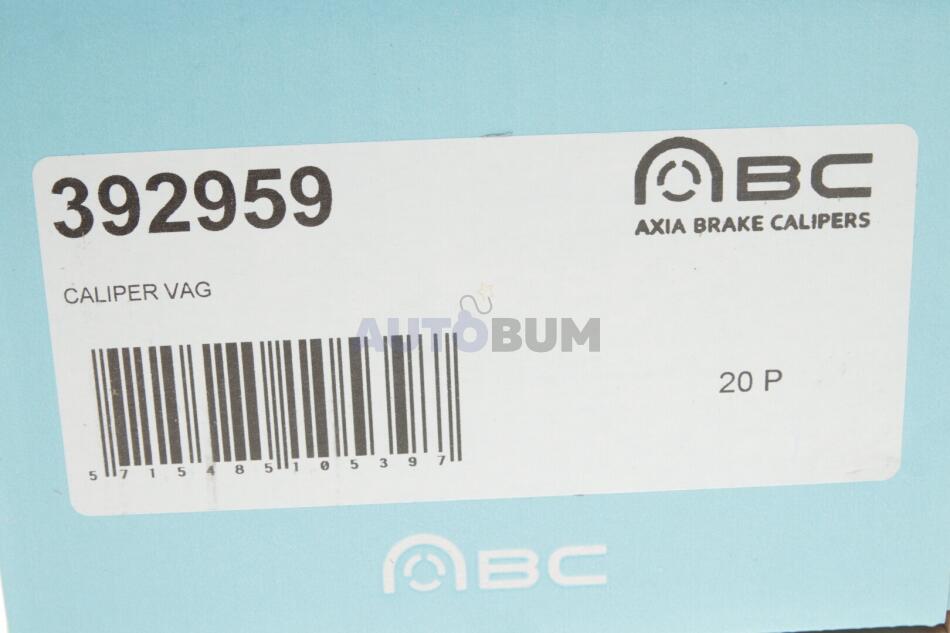 392959
ABC
AXIA BRAKE CALIPERS
CALIPER VAG
AUTOBUM
20 P
5715485105397
ABC